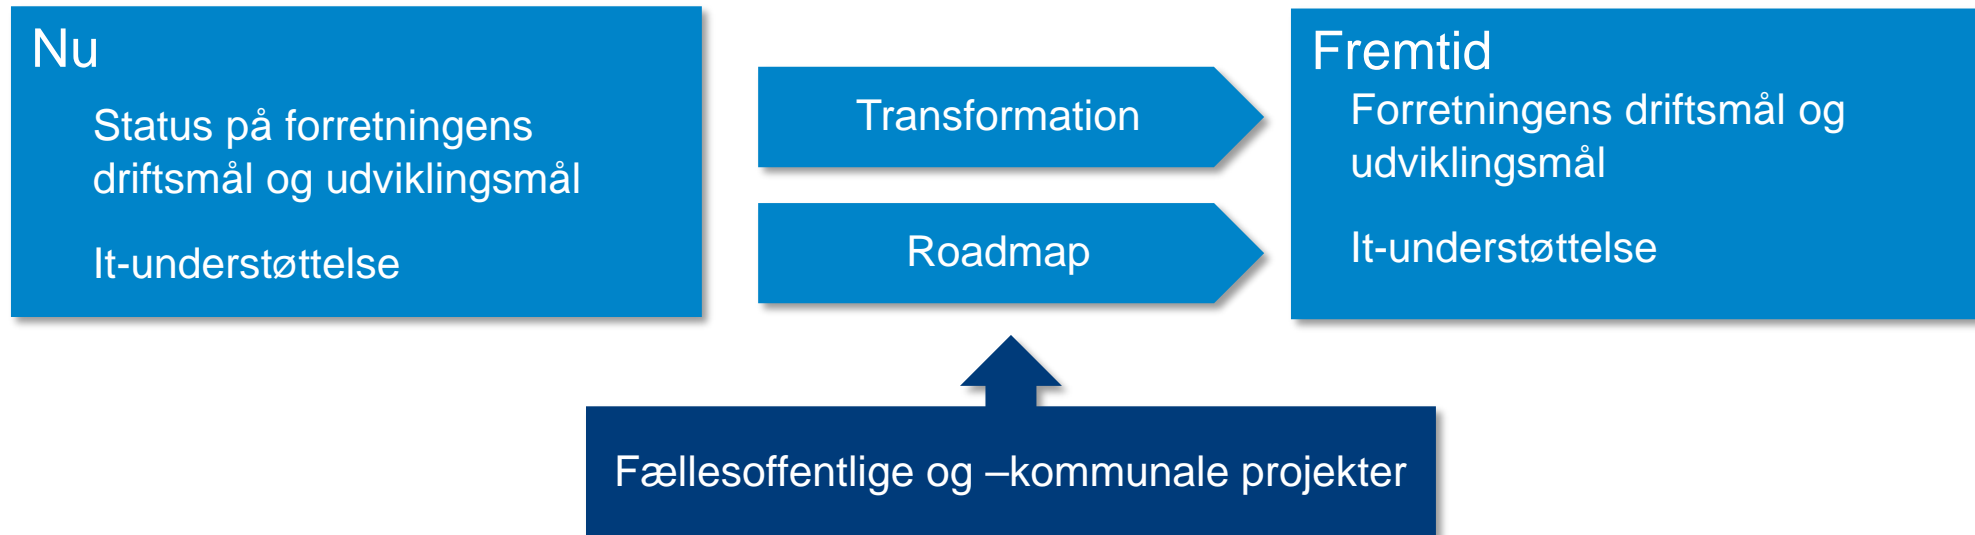 Nu
Status på forretningens
driftsmål og udviklingsmål
It-understøttelse
Transformation
Roadmap
Fremtid
Forretningens driftsmål og
udviklingsmål
It-understøttelse
Fællesoffentlige og –kommunale projekter